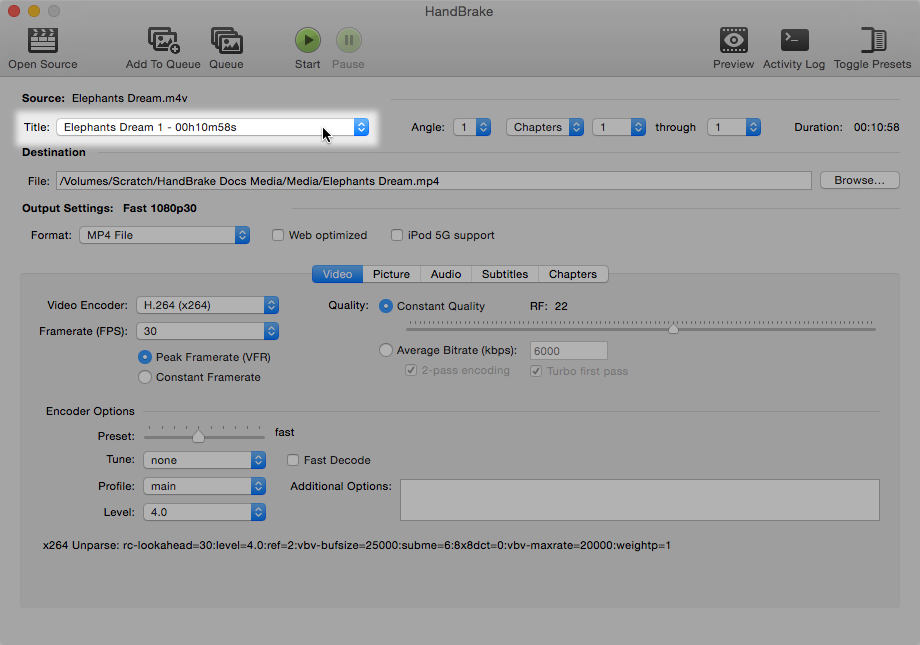 HandBrake
Open Source Add To Queue Queue Start Pause Preview Activity Log Toggle Presets
Source: Elephants Dream.m4v
Title: Elephants Dream 1 - 00h10m58s Angle: 1 Chapters 1 through 1 Duration: 00:10:58
Destination
File: /Volumes/Scratch/HandBrake Docs Media/Media/Elephants Dream.mp4 Browse...
Output Settings: Fast 1080p30
Format: MP4 File Web optimized iPod 5G support
Video Picture Audio Subtitles Chapters
Video Encoder: H.264 (x264) Quality: Constant Quality RF: 22
Framerate (FPS): 30
Peak Framerate (VFR) Average Bitrate (kbps): 6000
Constant Framerate 2-pass encoding Turbo first pass
Encoder Options
Preset: fast
Tune: none Fast Decode
Profile: main Additional Options:
Level: 4.0
x264 Unparse: rc-lookahead=30:level=4.0:ref=2:vbv-bufsize=25000:subme=6:8x8dct=0:vbv-maxrate=20000:weightp=1